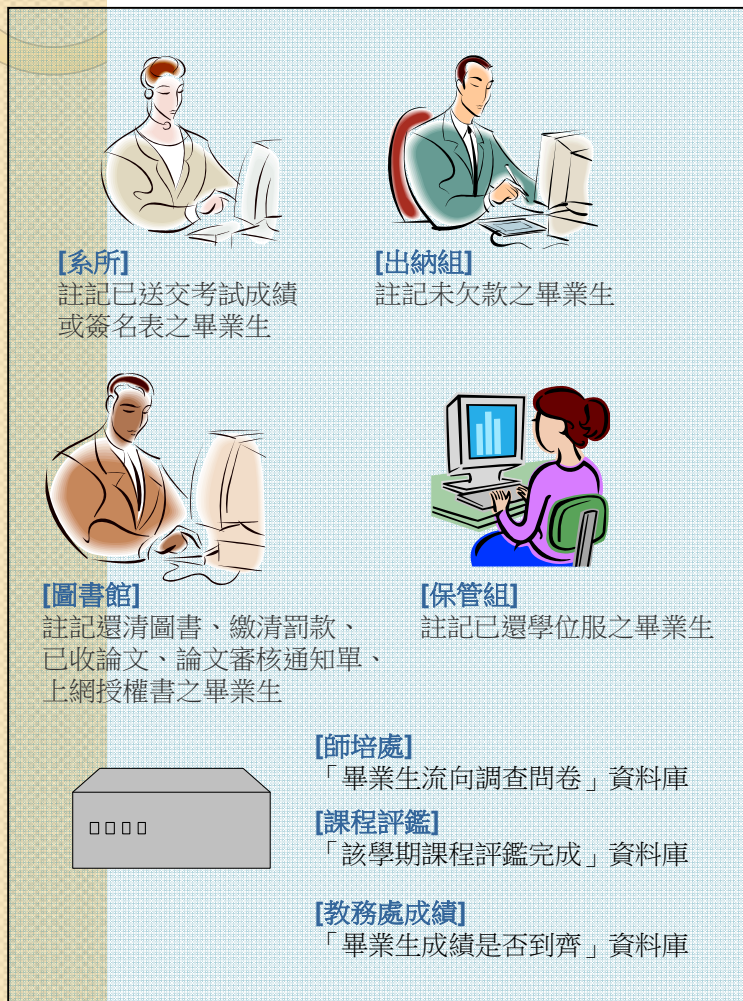 [系所]
註記已送交考試成績
或簽名表之畢業生
[出納組]
註記未欠款之畢業生
[圖書館]
註記還清圖書、繳清罰款、
已收論文、論文審核通知單、
上網授權書之畢業生
[保管組]
註記已還學位服之畢業生
[師培處]
「畢業生流向調查問卷」資料庫
[課程評鑑]
「該學期課程評鑑完成」資料庫
[教務處成績]
「畢業生成績是否到齊」資料庫